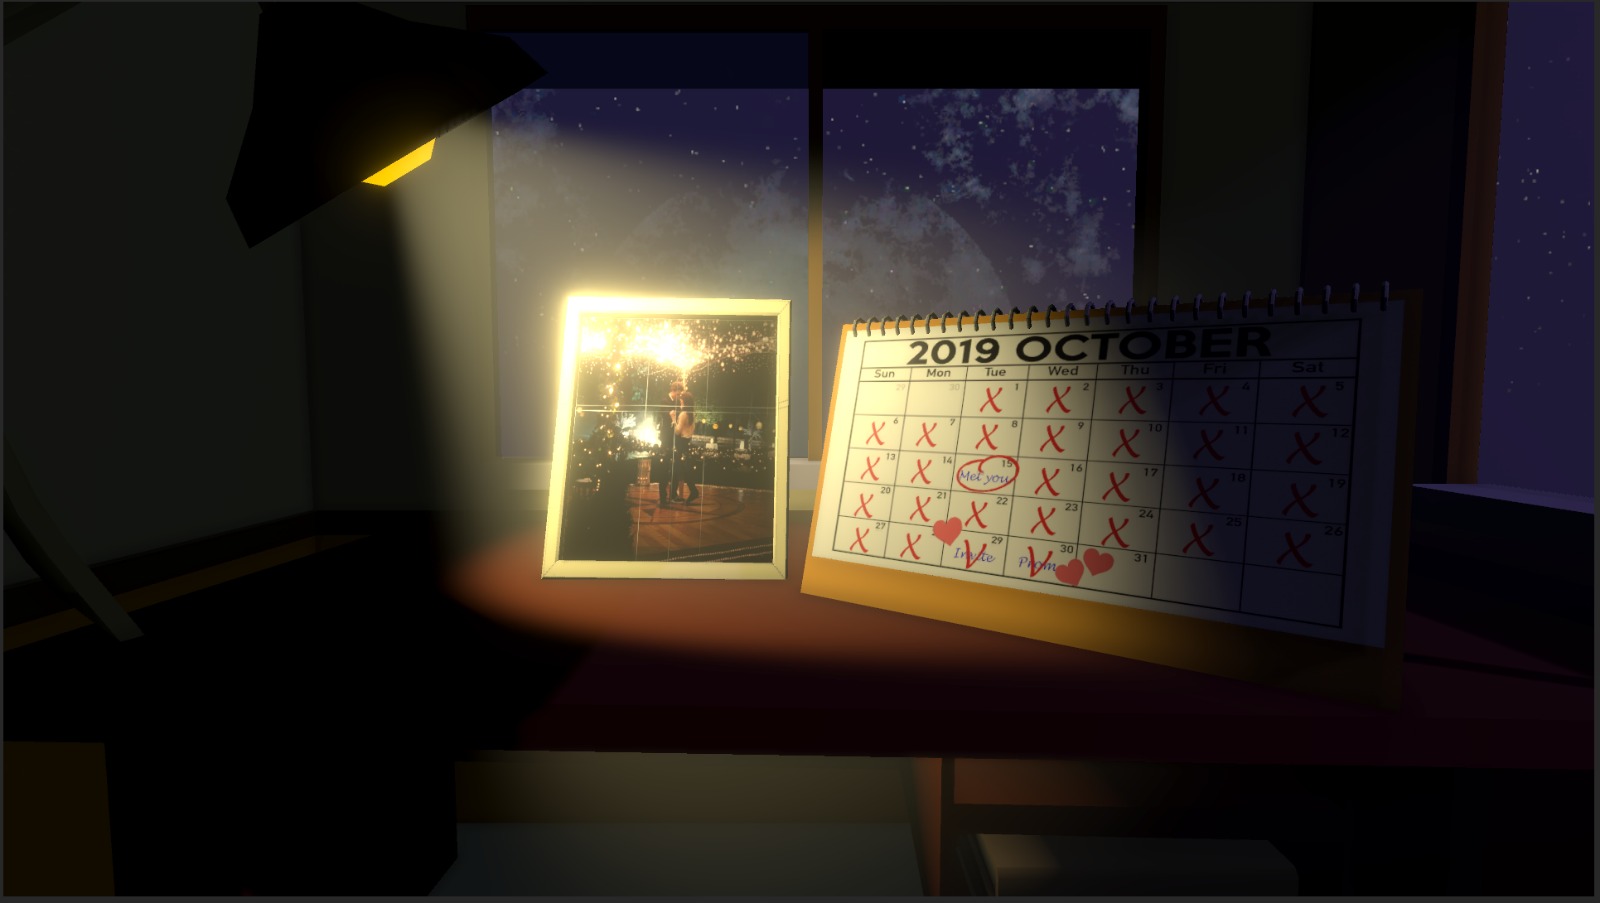 2019 OCTOBER
Sun Mon Tue Wed Thu Fri Sat
29 30 1 2 3 4 5
6 7 8 9 10 11 12
13 14 15 16 17 18 19
Met you
20 21 22 23 24 25 26
27 29 30 31
Invite Prom